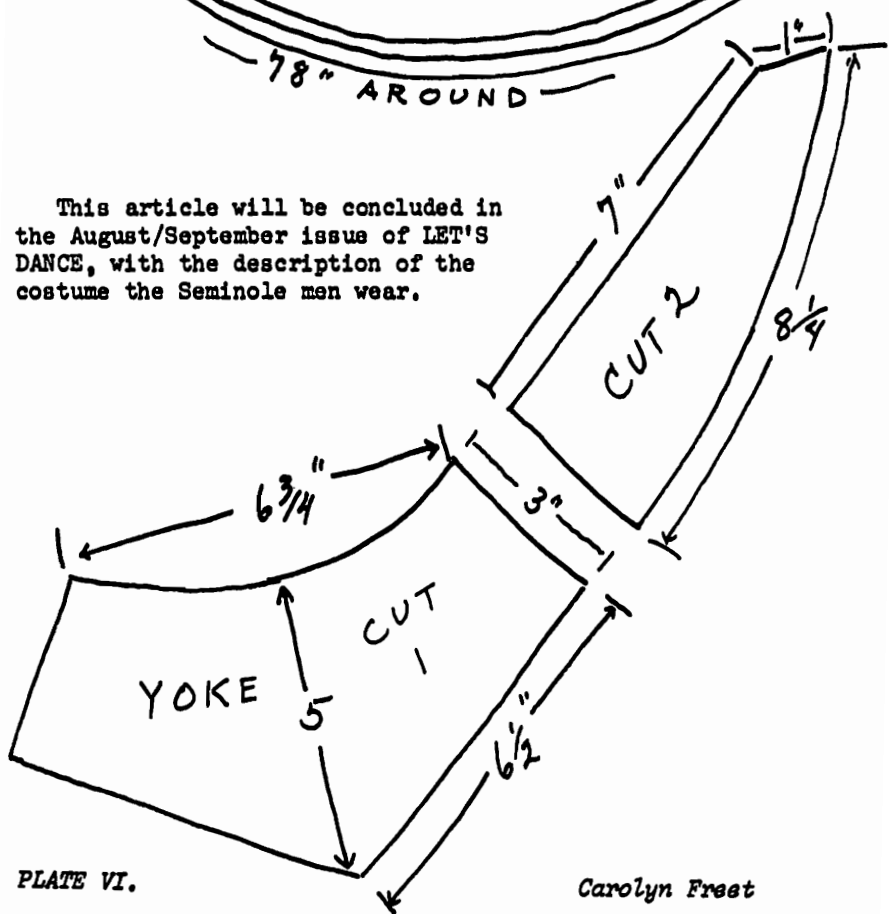 1"
78" AROUND
This article will be concluded in
the August/September issue of LET'S
DANCE, with the description of the
costume the Seminole men wear.
7"
CUT 2
8 1/4
6 3/4"
3"
CUT
1
YOKE
5
6 1/2"
PLATE VI.
Carolyn Freet